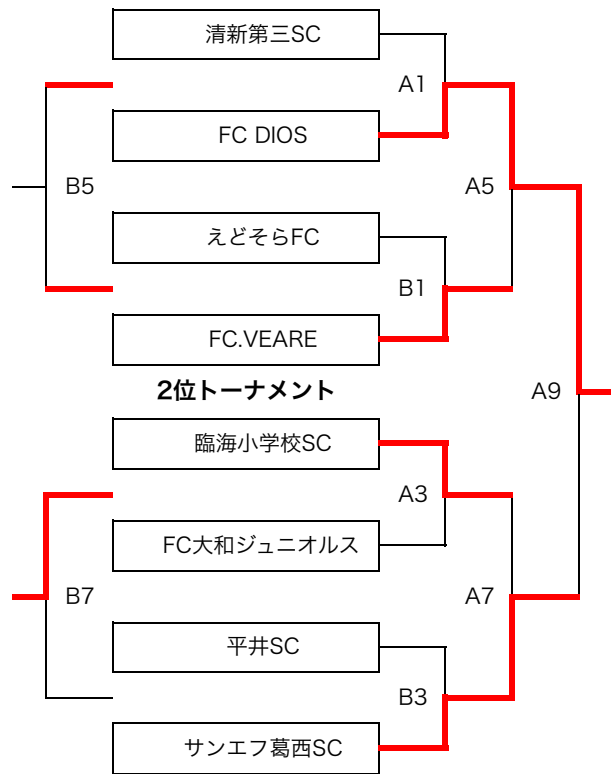 清新第三SC
A1
FC DIOS
B5
A5
えどそらFC
B1
FC.VEARE
2位トーナメント
A9
臨海小学校SC
A3
FC大和ジュニオルス
B7
A7
平井SC
B3
サンエフ葛西SC